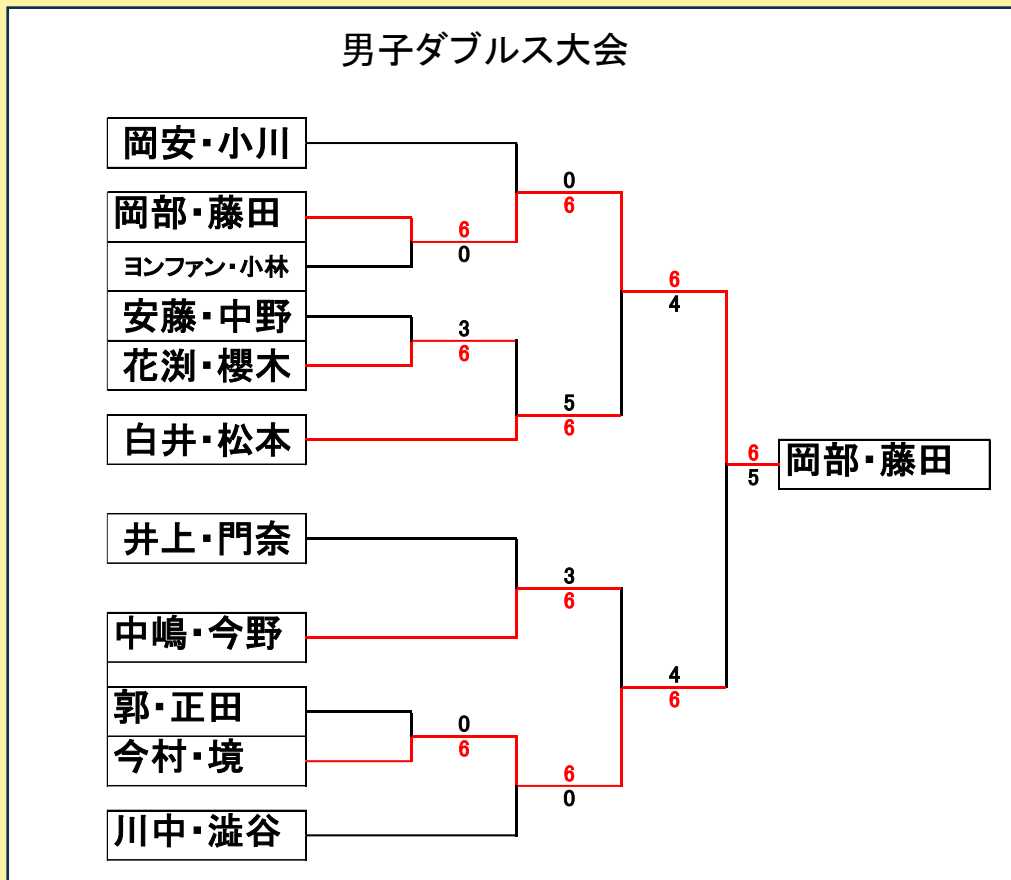 男子ダブルス大会
岡安・小川
0
6
岡部・藤田
6
0
ヨンファン・小林
6
4
安藤・中野
3
6
花渕・櫻木
5
6
白井・松本
6
5
岡部・藤田
井上・門奈
3
6
中嶋・今野
4
6
郭・正田
0
6
今村・境
6
0
川中・澁谷